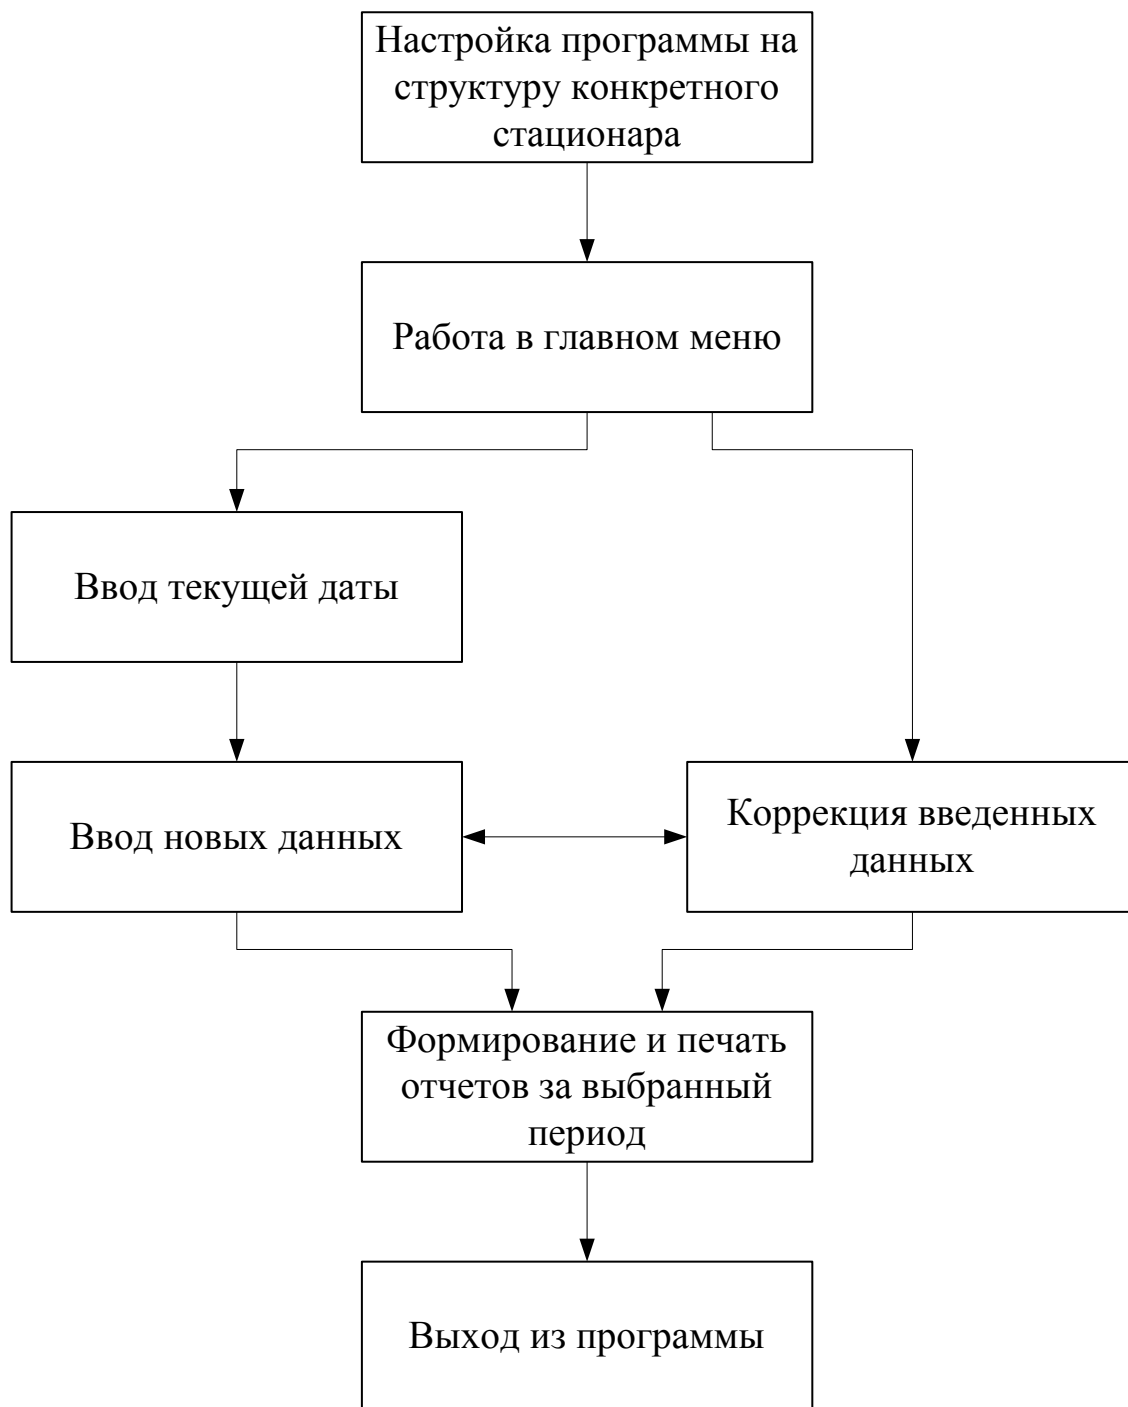 Настройка программы на
структуру конкретного
стационара
Работа в главном меню
Ввод текущей даты
Ввод новых данных
Коррекция введенных
данных
Формирование и печать
отчетов за выбранный
период
Выход из программы